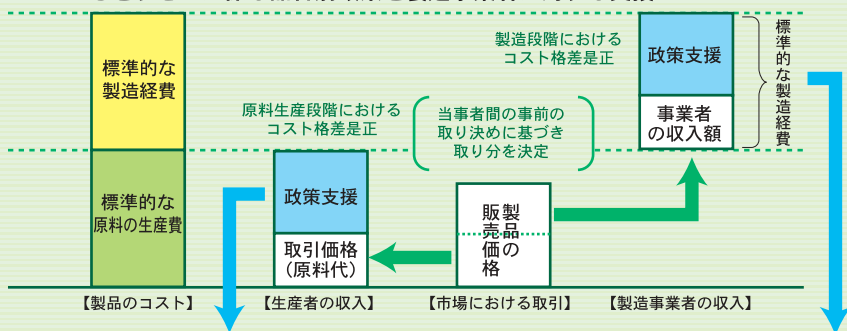 標準的な
製造経費
標準的な
原料の生産費
原料生産段階における
コスト格差是正
政策支援
取引価格
(原料代)
当事者間の事前の
取り決めに基づき
取り分を決定
製品の
販売価格
製造段階における
コスト格差是正
政策支援
事業者
の収入額
標準的な製造経費
【製品のコスト】
【生産者の収入】
【市場における取引】
【製造事業者の収入】